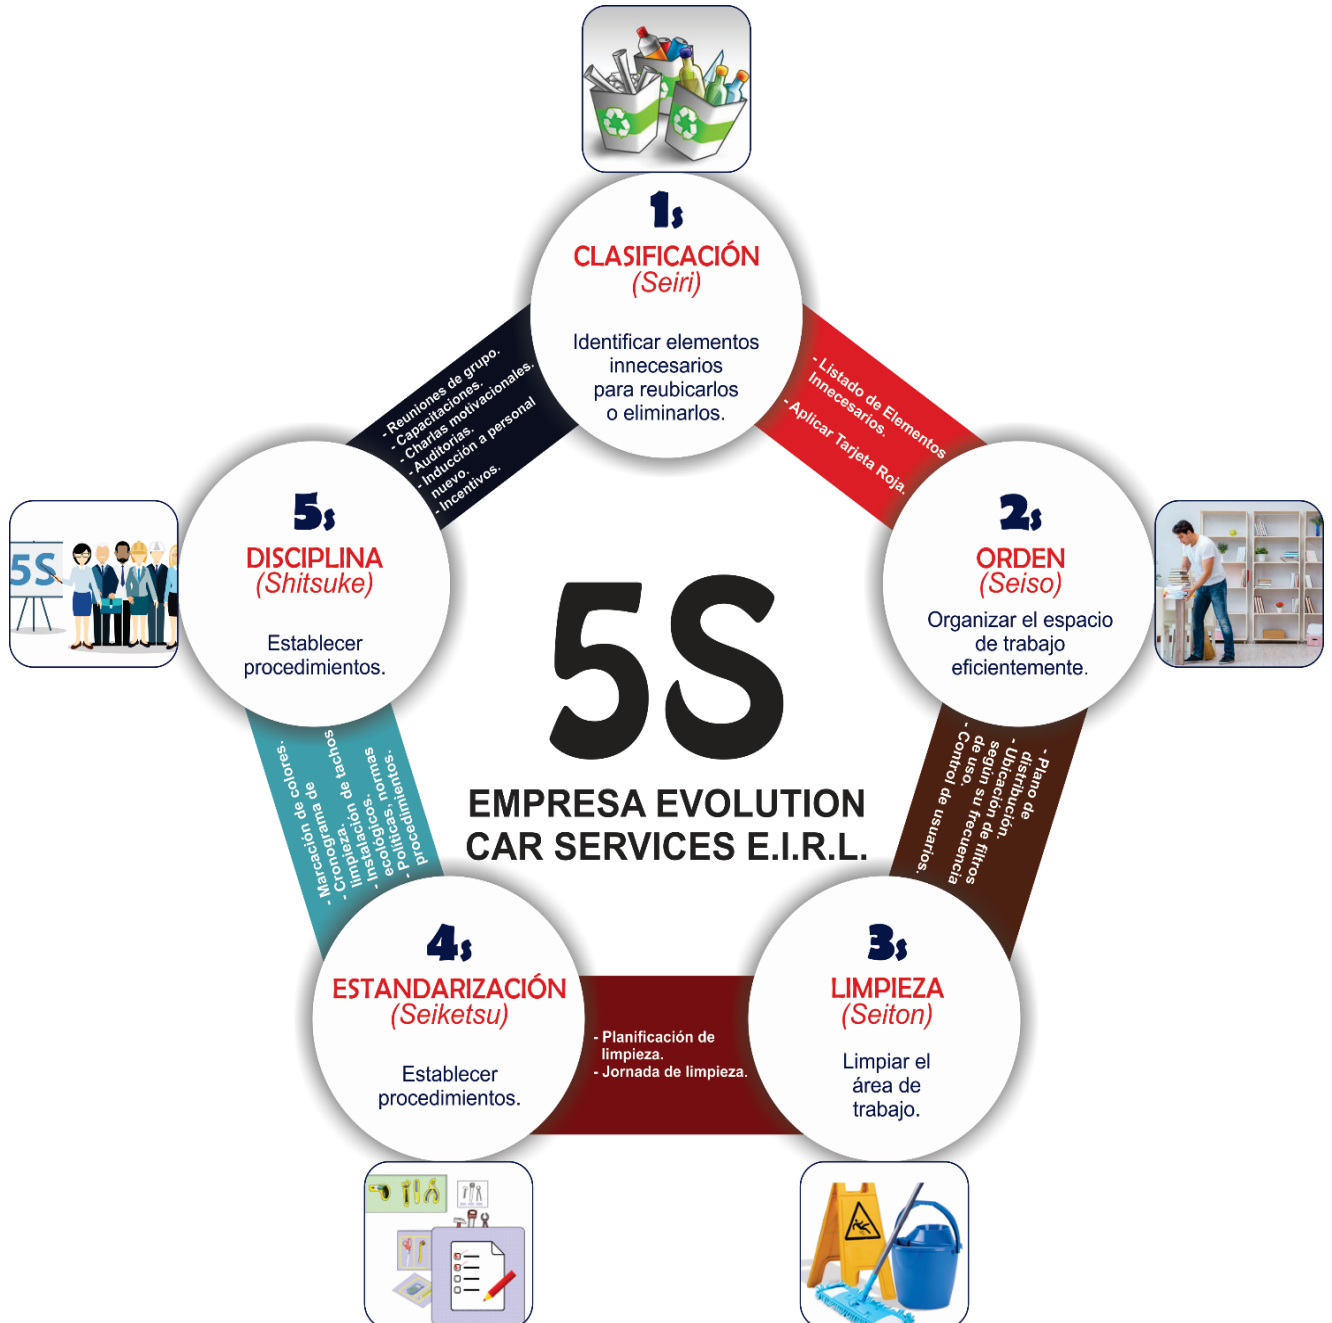 1s
CLASIFICACIÓN
(Seiri)
Identificar elementos
innecesarios
para reubicarlos
o eliminarlos.
- Listado de Elementos
Innecesarios.
- Aplicar Tarjeta Roja.
2s
ORDEN
(Seiso)
Organizar el espacio
de trabajo
eficientemente.
- Plano de
distribución.
- Ubicación de filtros
según su frecuencia
de uso.
- Control de usuarios.
3s
LIMPIEZA
(Seiton)
Limpiar el
área de
trabajo.
- Planificación de
limpieza.
- Jornada de limpieza.
4s
ESTANDARIZACIÓN
(Seiketsu)
Establecer
procedimientos.
- Marcación de colores.
- Cronograma de
limpieza.
- Instalación de tachos
ecológicos.
- Políticas, normas
procedimientos.
5s
DISCIPLINA
(Shitsuke)
Establecer
procedimientos.
- Reuniones de grupo.
- Capacitaciones.
- Charlas motivacionales.
- Auditorias.
- Inducción a personal
nuevo.
- Incentivos.
5S
5S
EMPRESA EVOLUTION
CAR SERVICES E.I.R.L.